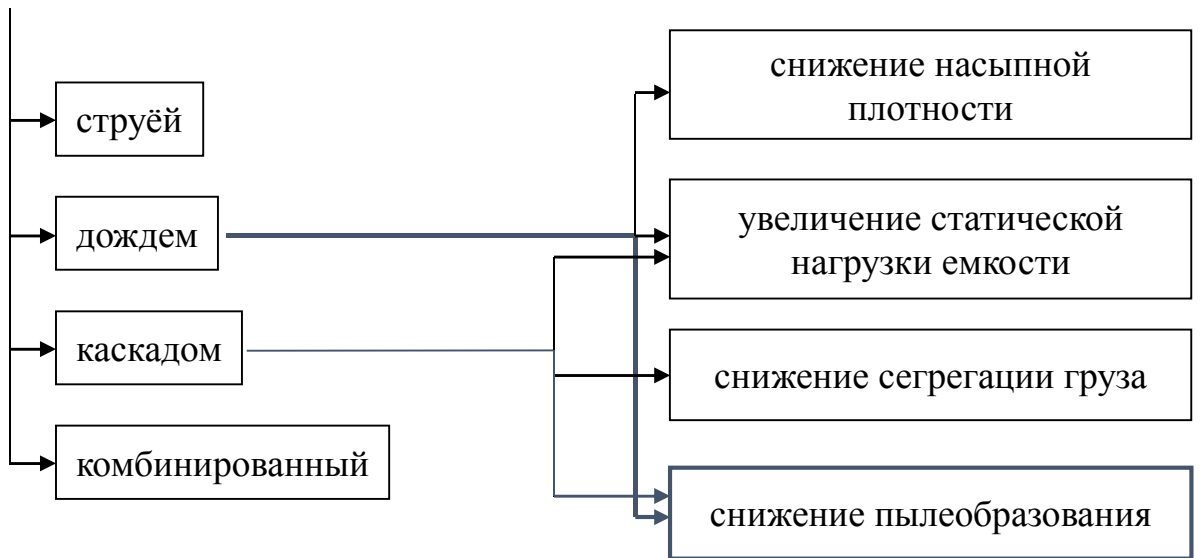 струёй
дождем
каскадом
комбинированный
снижение насыпной
плотности
увеличение статической
нагрузки емкости
снижение сегрегации груза
снижение пылеобразования